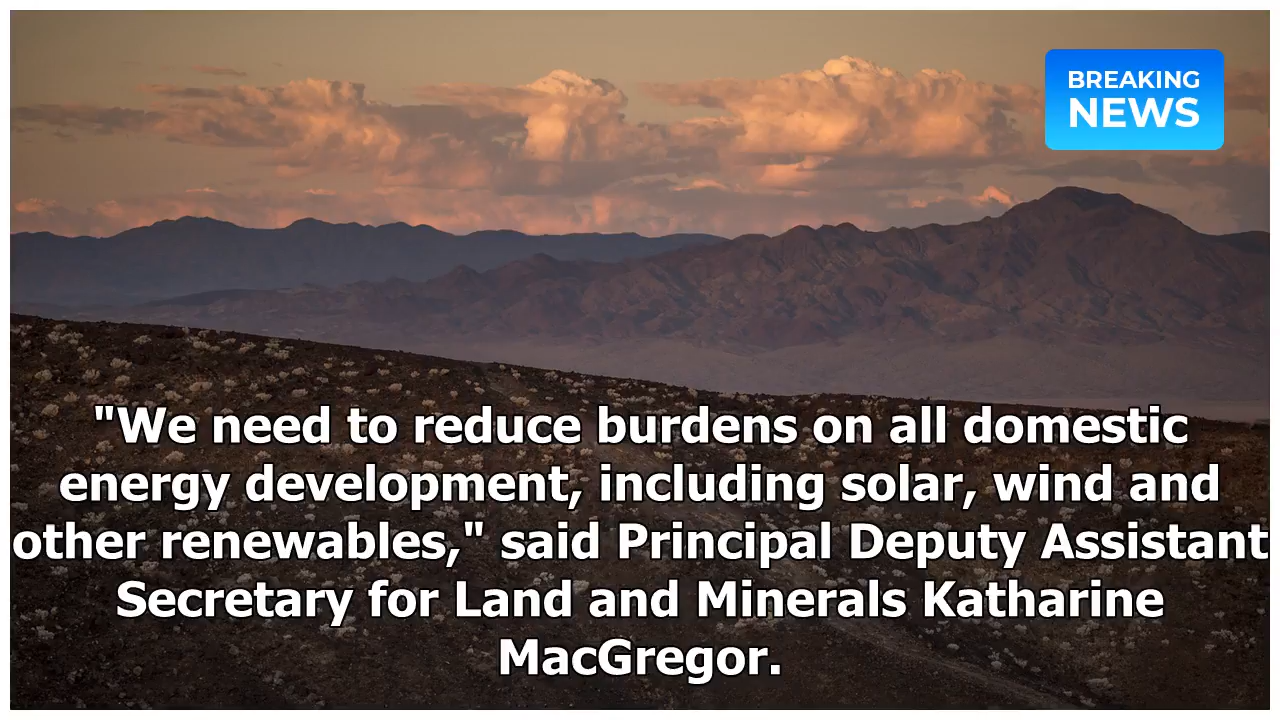 BREAKING
NEWS
"We need to reduce burdens on all domestic
energy development, including solar, wind and
other renewables," said Principal Deputy Assistant
Secretary for Land and Minerals Katharine
MacGregor.